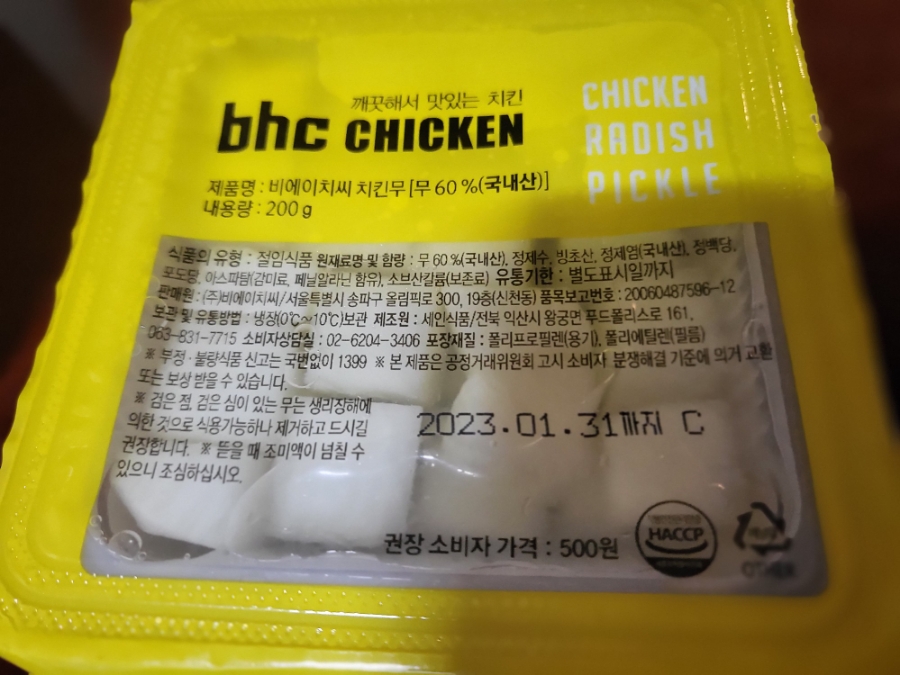 깨끗해서 맛있는 치킨
bhc CHICKEN
CHICKEN
RADISH
PICKLE
제품명 : 비에이치씨 치킨무 [무 60 %(국내산)]
내용량 : 200 g
식품의 유형 : 절임식품 원재료명 및 함량 : 무 60 %(국내산), 정제수, 빙초산, 정제염(국내산), 정백당,
포도당, 아스파탐(감미료, 페닐알라닌 함유), 소브산칼륨(보존료) 유통기한 : 별도표시일까지
판매원 : (주)비에이치씨/서울특별시 송파구 올림픽로 300, 19층(신천동) 품목보고번호 : 20060487596-12
보관 및 유통방법 : 냉장(0℃~10℃)보관 제조원 : 세인식품/전북 익산시 왕궁면 푸드폴리스로 161,
063-831-7715 소비자상담실 : 02-6204-3406 포장재질 : 폴리프로필렌(용기), 폴리에틸렌(필름)
※ 부정·불량식품 신고는 국번없이 1399 ※ 본 제품은 공정거래위원회 고시 소비자 분쟁해결 기준에 의거 교환
또는 보상 받을 수 있습니다.
※ 검은 점, 검은 심이 있는 무는 생리장해에
의한 것으로 식용가능하나 제거하고 드시길
권장합니다. ※ 뜯을 때 조미액이 넘칠 수
있으니 조심하십시오.
2023.01.31까지 C
권장 소비자 가격 : 500원
HACCP
OTHER